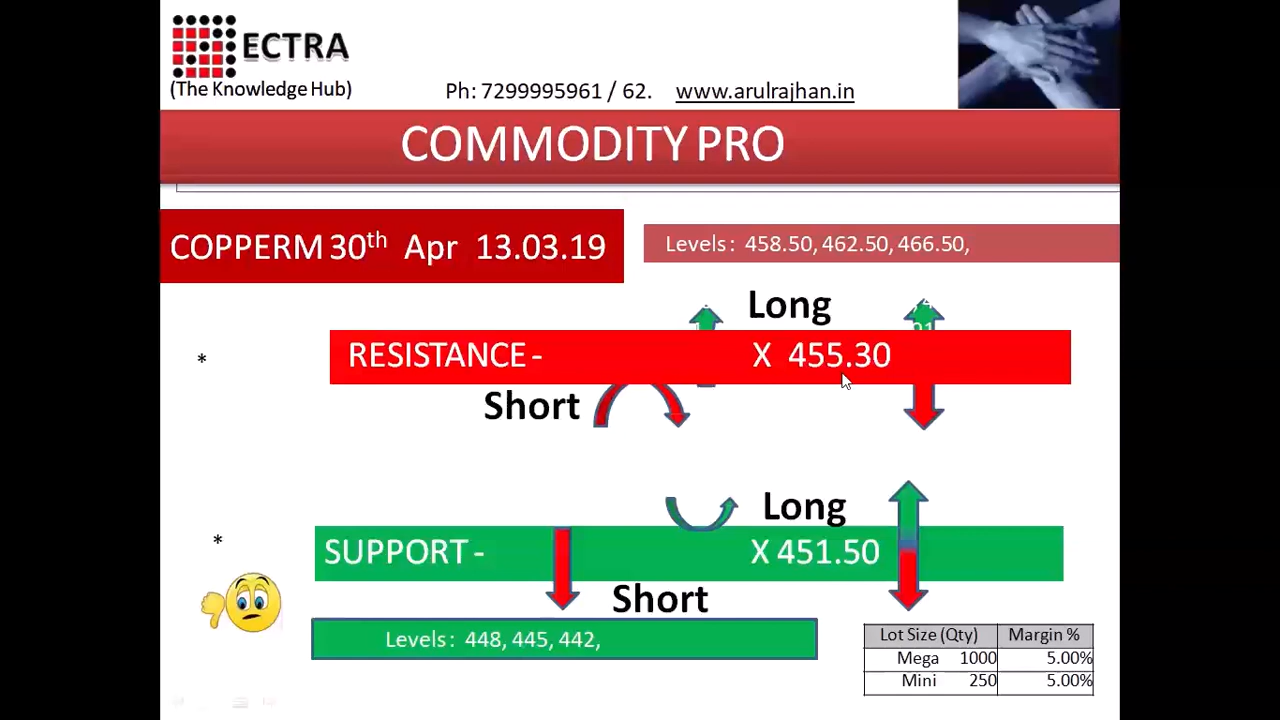 ECTRA
(The Knowledge Hub)
Ph: 7299995961 / 62. www.arulrajhan.in
COMMODITY PRO
COPPERM 30th Apr 13.03.19
Levels : 458.50, 462.50, 466.50,
Long
* RESISTANCE - X 455.30
Short
Long
* SUPPORT - X 451.50
Short
Levels : 448, 445, 442,
Lot Size (Qty) Margin %
Mega 1000 5.00%
Mini 250 5.00%